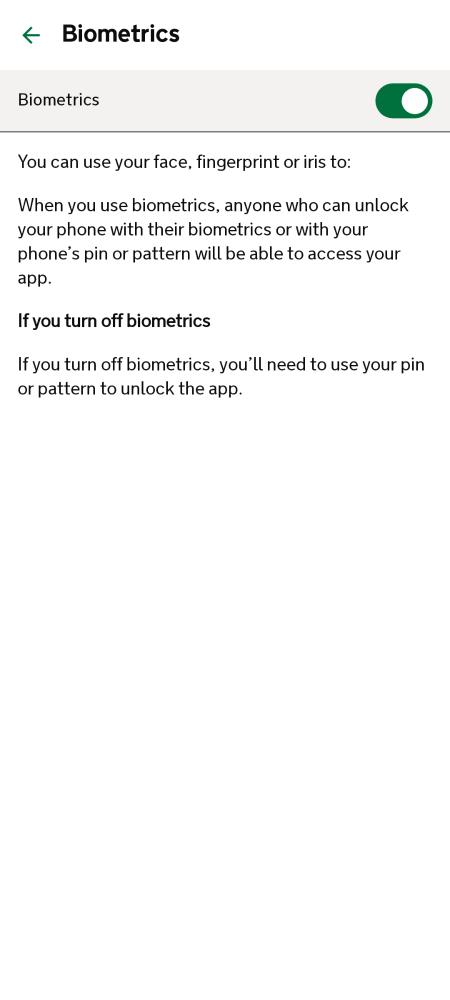 Biometrics
Biometrics
You can use your face, fingerprint or iris to:
When you use biometrics, anyone who can unlock
your phone with their biometrics or with your
phone’s pin or pattern will be able to access your
app.
If you turn off biometrics
If you turn off biometrics, you’ll need to use your pin
or pattern to unlock the app.